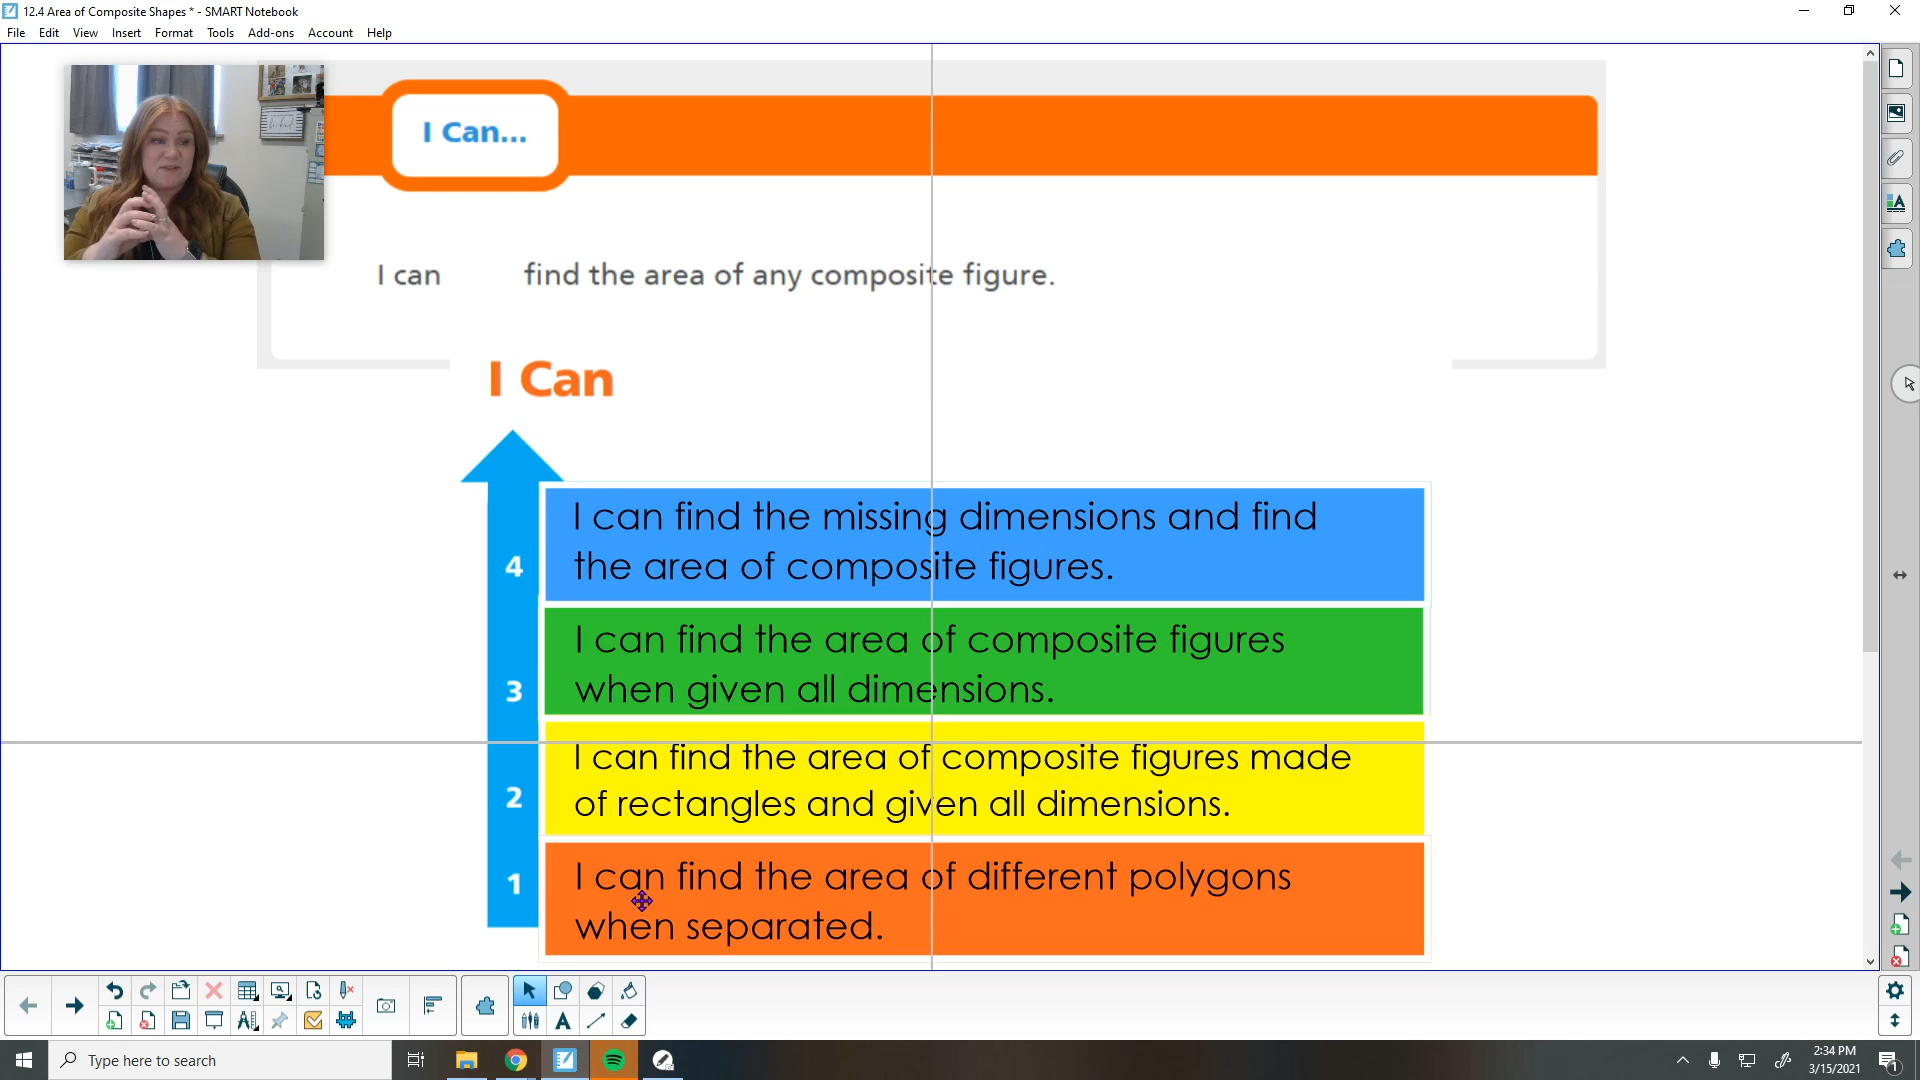 12.4 Area of Composite Shapes * - SMART Notebook
File Edit View Insert Format Tools Add-ons Account Help
I Can...
I can find the area of any composite figure.
I Can
4
I can find the missing dimensions and find
the area of composite figures.
3
I can find the area of composite figures
when given all dimensions.
2
I can find the area of composite figures made
of rectangles and given all dimensions.
1
I can find the area of different polygons
when separated.
Type here to search
2:34 PM
3/15/2021
1